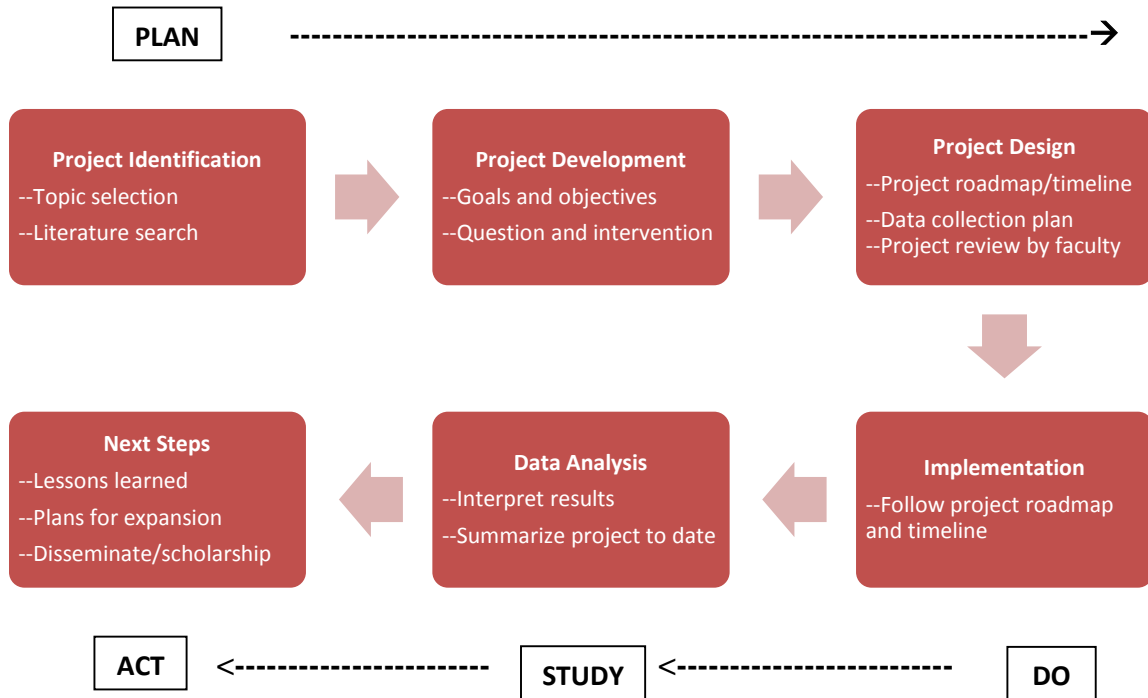 PLAN
Project Identification
--Topic selection
--Literature search
Project Development
--Goals and objectives
--Question and intervention
Project Design
--Project roadmap/timeline
--Data collection plan
--Project review by faculty
Next Steps
--Lessons learned
--Plans for expansion
--Disseminate/scholarship
Data Analysis
--Interpret results
--Summarize project to date
Implementation
--Follow project roadmap
and timeline
ACT
STUDY
DO